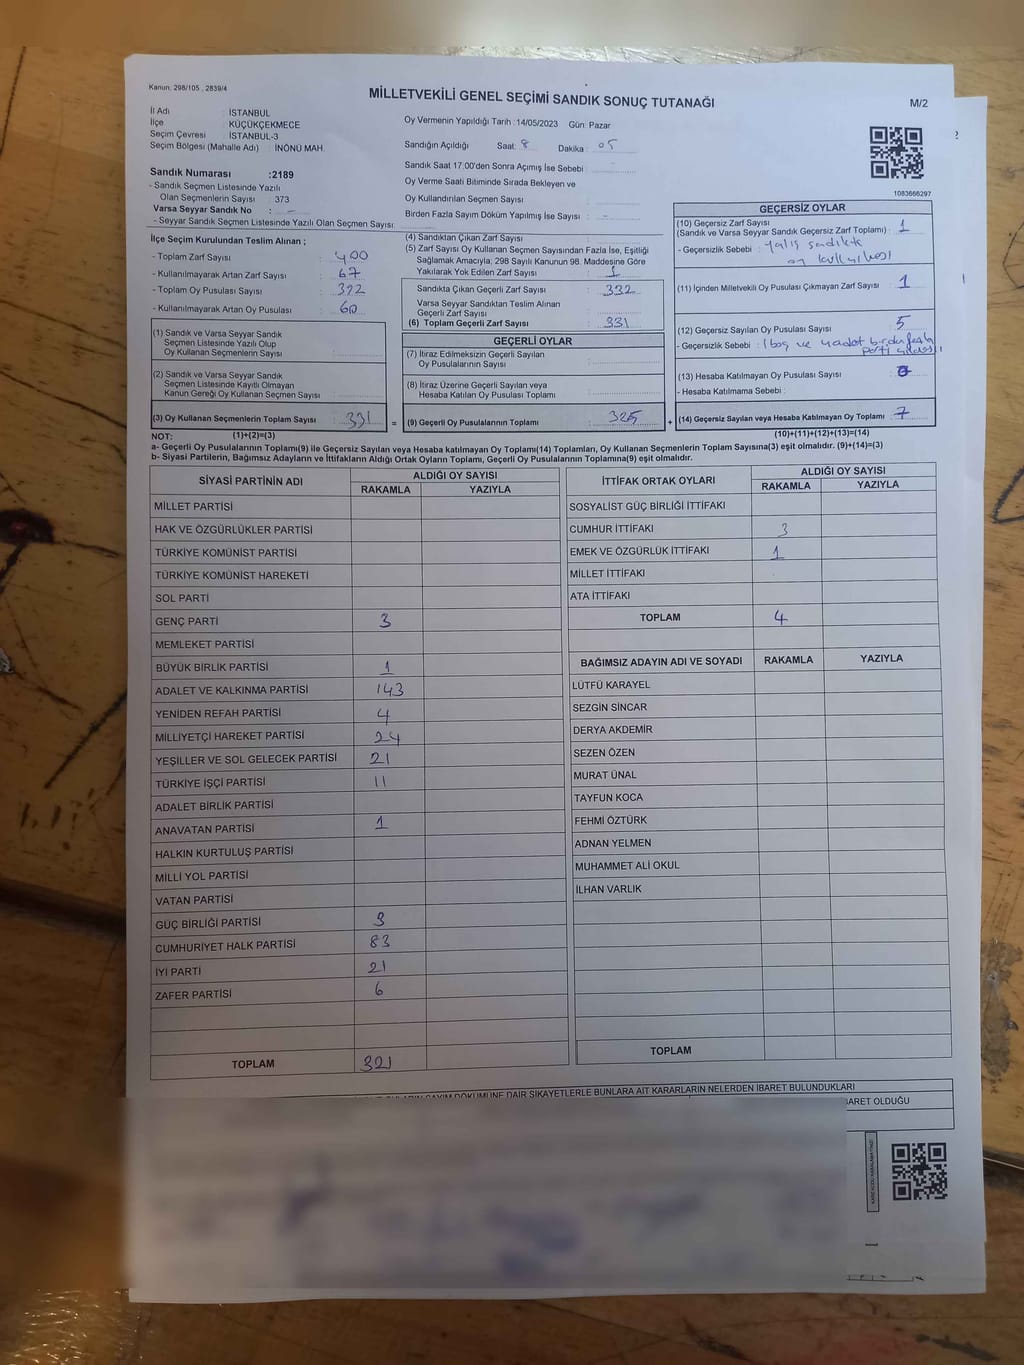 Kanun: 298/105 , 2839/4
MİLLETVEKİLİ GENEL SEÇİMİ SANDIK SONUÇ TUTANAĞI
M/2
İl Adı : İSTANBUL
İlçe : KÜÇÜKÇEKMECE
Seçim Çevresi : İSTANBUL-3
Seçim Bölgesi (Mahalle Adı) : İNÖNÜ MAH.
Oy Vermenin Yapıldığı Tarih :14/05/2023 Gün: Pazar
Sandığın Açıldığı Saat: 8 Dakika : 05
Sandık Saat 17:00'den Sonra Açmış İse Sebebi :
Oy Verme Saati Bitiminde Sırada Bekleyen ve
Oy Kullandırılan Seçmen Sayısı :
Birden Fazla Sayım Döküm Yapılmış İse Sayısı :
1083666297
Sandık Numarası :2189
- Sandık Seçmen Listesinde Yazılı
Olan Seçmenlerin Sayısı : 373
Varsa Seyyar Sandık No :
- Seyyar Sandık Seçmen Listesinde Yazılı Olan Seçmen Sayısı:
İlçe Seçim Kurulundan Teslim Alınan ;
- Toplam Zarf Sayısı : 400
- Kullanılmayarak Artan Zarf Sayısı : 67
- Toplam Oy Pusulası Sayısı : 392
- Kullanılmayarak Artan Oy Pusulası : 60
(1) Sandık ve Varsa Seyyar Sandık
Seçmen Listesinde Yazılı Olup
Oy Kullanan Seçmenlerin Sayısı :
(2) Sandık ve Varsa Seyyar Sandık
Seçmen Listesinde Kayıtlı Olmayan
Kanun Gereği Oy Kullanan Seçmen Sayısı :
(3) Oy Kullanan Seçmenlerin Toplam Sayısı : 331 =
(4) Sandıktan Çıkan Zarf Sayısı :
(5) Zarf Sayısı Oy Kullanan Seçmen Sayısından Fazla İse, Eşitliği
Sağlamak Amacıyla; 298 Sayılı Kanunun 98. Maddesine Göre
Yakılarak Yok Edilen Zarf Sayısı : 1
Sandıkta Çıkan Geçerli Zarf Sayısı : 332
Varsa Seyyar Sandıktan Teslim Alınan
Geçerli Zarf Sayısı :
(6) Toplam Geçerli Zarf Sayısı : 331
GEÇERLİ OYLAR
(7) İtiraz Edilmeksizin Geçerli Sayılan
Oy Pusulalarının Sayısı :
(8) İtiraz Üzerine Geçerli Sayılan veya
Hesaba Katılan Oy Pusulası Toplamı :
(9) Geçerli Oy Pusulalarının Toplamı : 325 +
GEÇERSİZ OYLAR
(10) Geçersiz Zarf Sayısı
(Sandık ve Varsa Seyyar Sandık Geçersiz Zarf Toplamı) : 1
- Geçersizlik Sebebi : yalış sadıkta
oy kullılması
(11) İçinden Milletvekili Oy Pusulası Çıkmayan Zarf Sayısı : 1
(12) Geçersiz Sayılan Oy Pusulası Sayısı : 5
- Geçersizlik Sebebi : 1 boş ve 4 adet birden fazla
parti
(13) Hesaba Katılmayan Oy Pusulası Sayısı : 0
- Hesaba Katılmama Sebebi :
(14) Geçersiz Sayılan veya Hesaba Katılmayan Oy Toplamı : 7
NOT: (1)+(2)=(3)
(10)+(11)+(12)+(13)=(14)
a- Geçerli Oy Pusulalarının Toplamı(9) ile Geçersiz Sayılan veya Hesaba Katılmayan Oy Toplamı(14) Toplamları, Oy Kullanan Seçmenlerin Toplam Sayısına(3) eşit olmalıdır. (9)+(14)=(3)
b- Siyasi Partilerin, Bağımsız Adayların ve İttifakların Aldığı Ortak Oyların Toplamı, Geçerli Oy Pusulalarının Toplamına(9) eşit olmalıdır.
SİYASİ PARTİNİN ADI ALDIĞI OY SAYISI
RAKAMLA YAZIYLA
MİLLET PARTİSİ
HAK VE ÖZGÜRLÜKLER PARTİSİ
TÜRKİYE KOMÜNİST PARTİSİ
TÜRKİYE KOMÜNİST HAREKETİ
SOL PARTİ
GENÇ PARTİ 3
MEMLEKET PARTİSİ
BÜYÜK BİRLİK PARTİSİ 1
ADALET VE KALKINMA PARTİSİ 143
YENİDEN REFAH PARTİSİ 4
MİLLİYETÇİ HAREKET PARTİSİ 24
YEŞİLLER VE SOL GELECEK PARTİSİ 21
TÜRKİYE İŞÇİ PARTİSİ 11
ADALET BİRLİK PARTİSİ
ANAVATAN PARTİSİ 1
HALKIN KURTULUŞ PARTİSİ
MİLLİ YOL PARTİSİ
VATAN PARTİSİ
GÜÇ BİRLİĞİ PARTİSİ 3
CUMHURİYET HALK PARTİSİ 83
İYİ PARTİ 21
ZAFER PARTİSİ 6
TOPLAM 321
İTTİFAK ORTAK OYLARI ALDIĞI OY SAYISI
RAKAMLA YAZIYLA
SOSYALİST GÜÇ BİRLİĞİ İTTİFAKI
CUMHUR İTTİFAKI 3
EMEK VE ÖZGÜRLÜK İTTİFAKI 1
MİLLET İTTİFAKI
ATA İTTİFAKI
TOPLAM 4
BAĞIMSIZ ADAYIN ADI VE SOYADI RAKAMLA YAZIYLA
LÜTFÜ KARAYEL
SEZGİN SİNCAR
DERYA AKDEMİR
SEZEN ÖZEN
MURAT ÜNAL
TAYFUN KOCA
FEHMİ ÖZTÜRK
ADNAN YELMEN
MUHAMMET ALİ OKUL
İLHAN VARLIK
TOPLAM
DÖKÜMÜNE DAİR ŞİKAYETLERLE BUNLARA AİT KARARLARIN NELERDEN İBARET BULUNDUKLARI
İBARET OLDUĞU